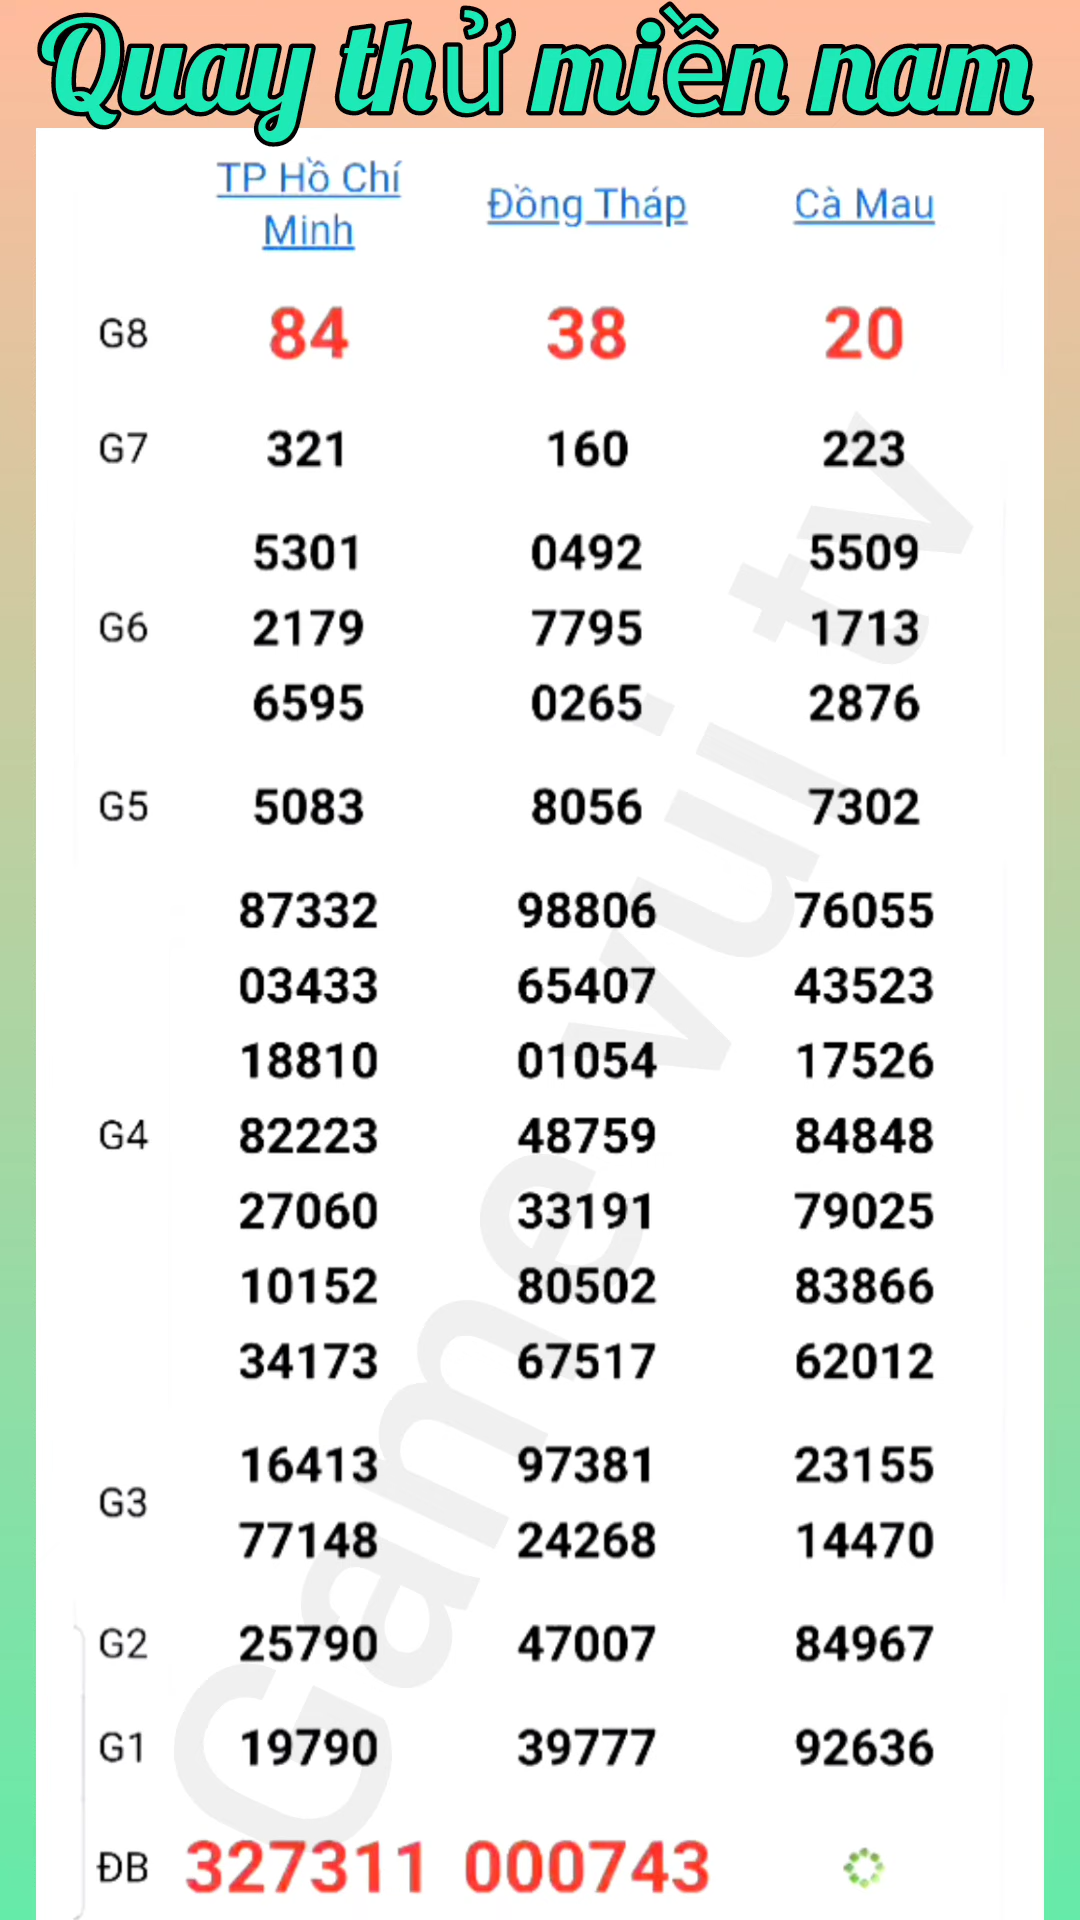 Quay thử miền nam
TP Hồ Chí Minh Đồng Tháp Cà Mau
G8 84 38 20
G7 321 160 223
5301 0492 5509
G6 2179 7795 1713
6595 0265 2876
G5 5083 8056 7302
87332 98806 76055
03433 65407 43523
18810 01054 17526
G4 82223 48759 84848
27060 33191 79025
10152 80502 83866
34173 67517 62012
G3
16413 97381 23155
77148 24268 14470
G2 25790 47007 84967
G1 19790 39777 92636
ĐB 327311 000743
Game vui tv